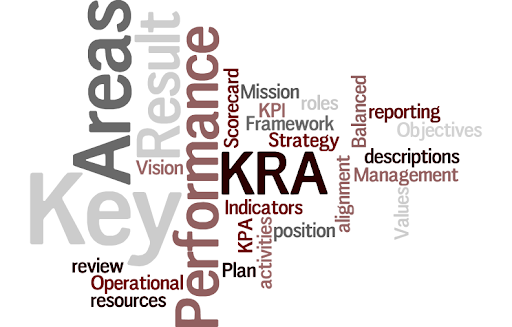 Areas
Result
Key
Performance
Vision
Scorecard
Mission
KPI
roles
Framework
Strategy
Balanced
reporting
Objectives
KRA
descriptions
Management
Indicators
alignment
Values
KPA
activities
position
review
Operational
resources
Plan